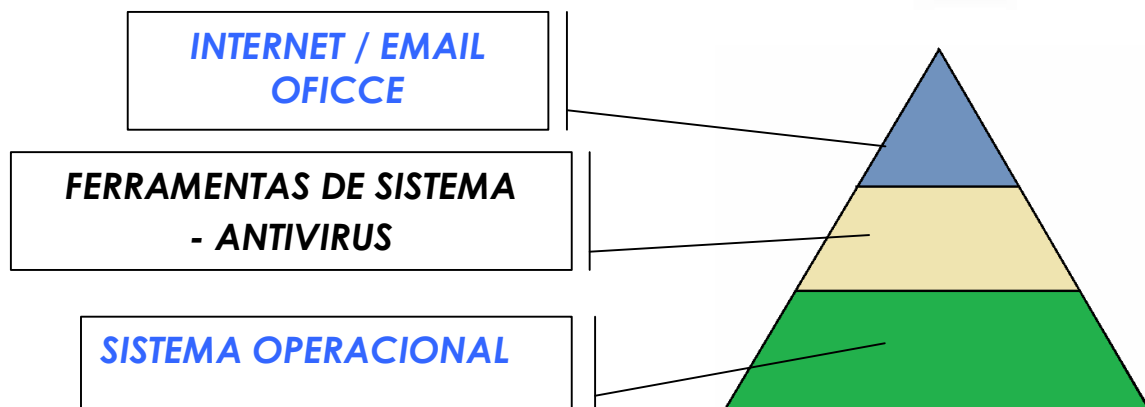 INTERNET / EMAIL
OFICCE
FERRAMENTAS DE SISTEMA
- ANTIVIRUS
SISTEMA OPERACIONAL